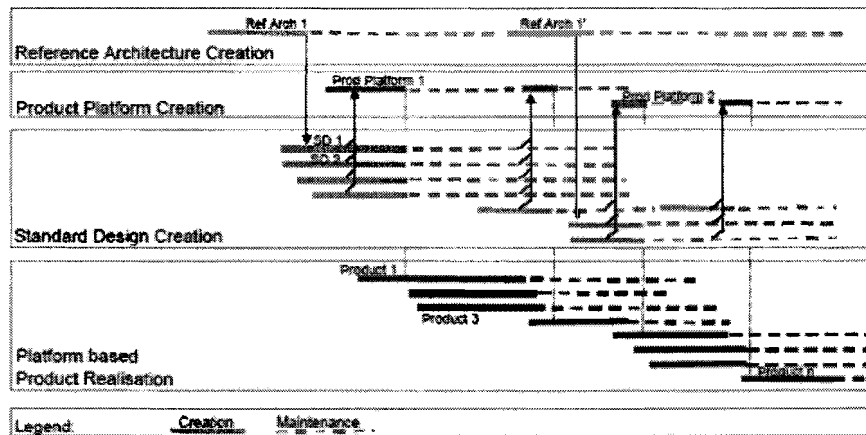 Ref Arch 1
Ref Arch 1'
Reference Architecture Creation
Prod Platform 1
Prod Platform 2
Product Platform Creation
SD 1
SD 2
Standard Design Creation
Product 1
Product 3
Platform based
Product Realisation
Product n
Legend:
Creation
Maintenance